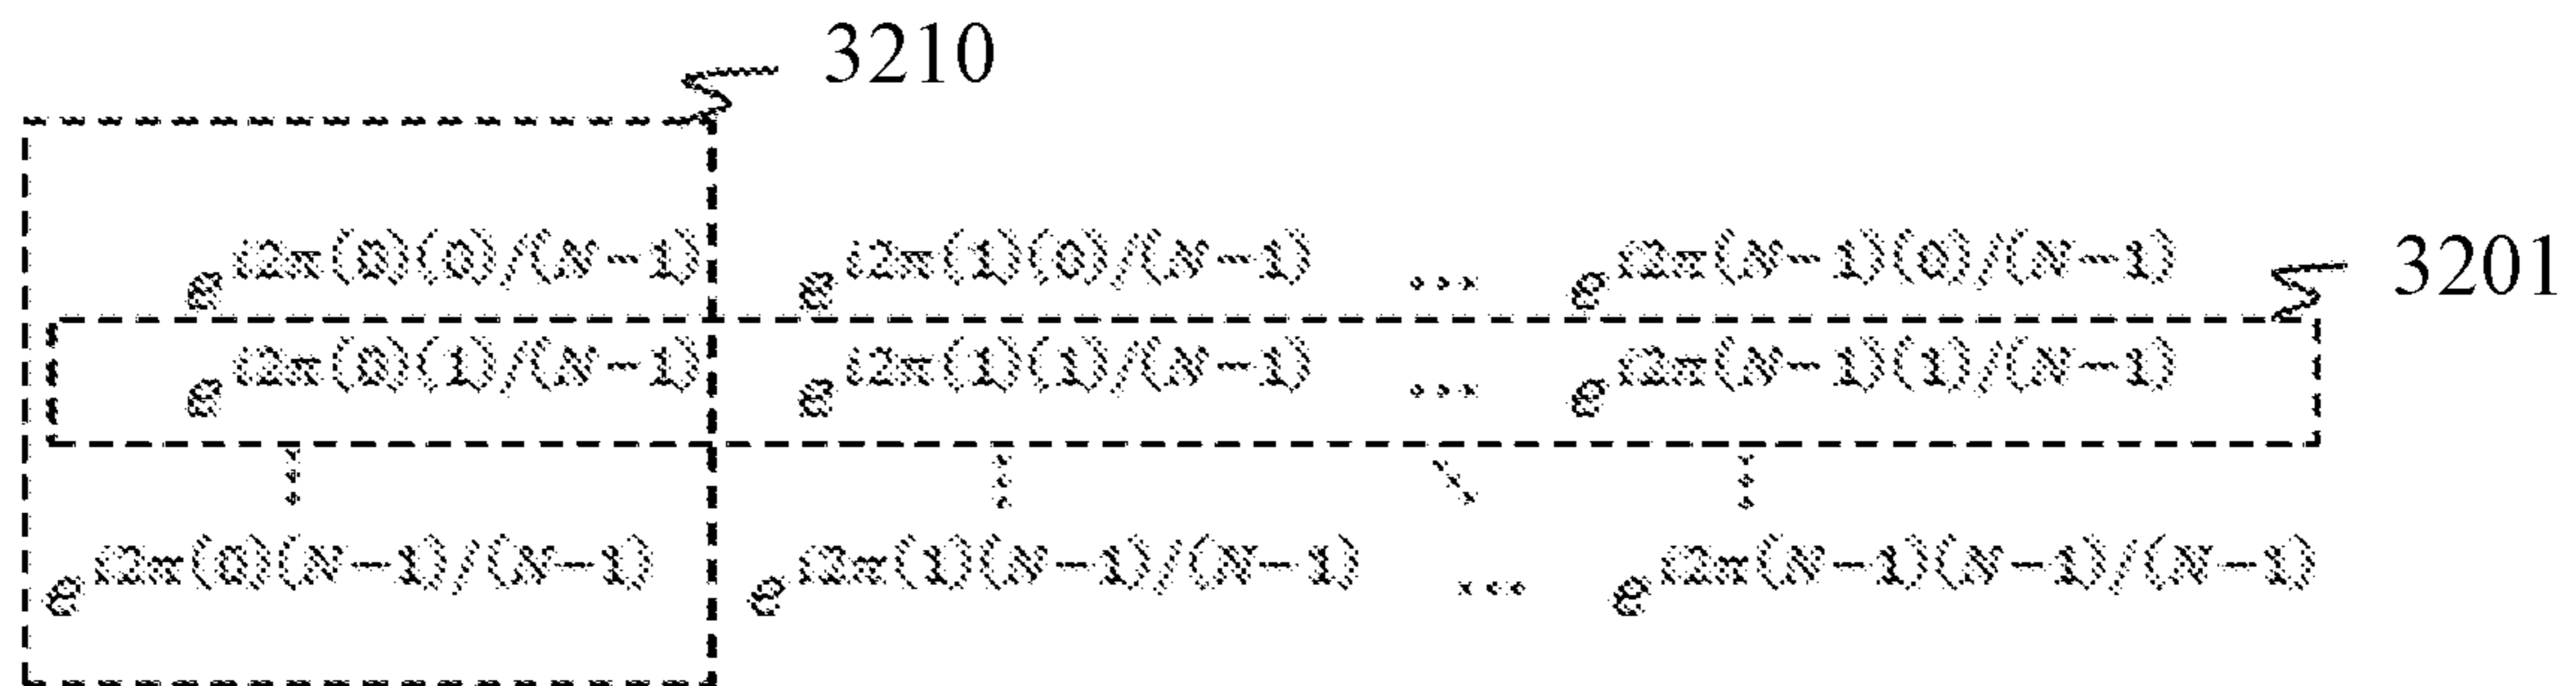 3210
e^{i2π(0)(0)/(N−1)} e^{i2π(1)(0)/(N−1)} ... e^{i2π(N−1)(0)/(N−1)} 3201
e^{i2π(0)(1)/(N−1)} e^{i2π(1)(1)/(N−1)} ... e^{i2π(N−1)(1)/(N−1)}
⋮ ⋮ ⋱ ⋮
e^{i2π(0)(N−1)/(N−1)} e^{i2π(1)(N−1)/(N−1)} ... e^{i2π(N−1)(N−1)/(N−1)}